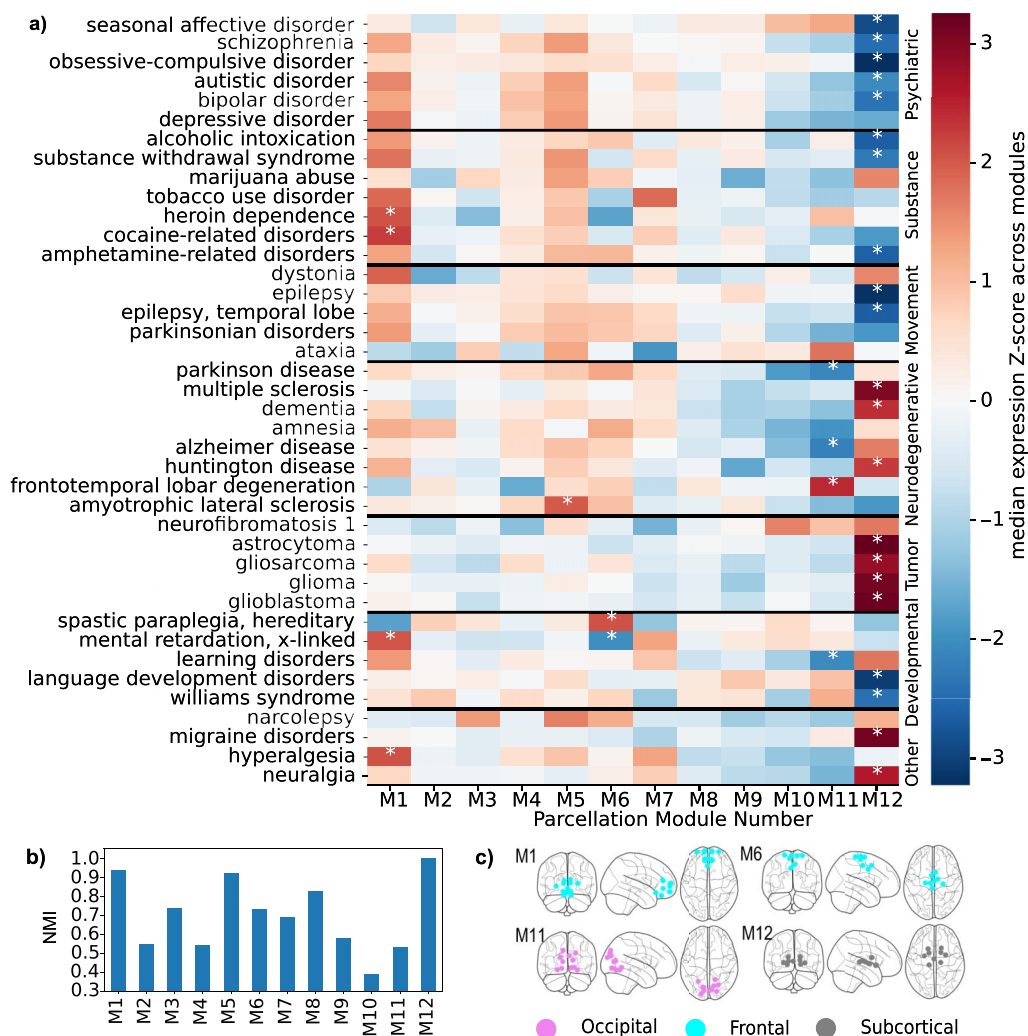 a)
seasonal affective disorder
schizophrenia
obsessive-compulsive disorder
autistic disorder
bipolar disorder
depressive disorder
alcoholic intoxication
substance withdrawal syndrome
marijuana abuse
tobacco use disorder
heroin dependence
cocaine-related disorders
amphetamine-related disorders
dystonia
epilepsy
epilepsy, temporal lobe
parkinsonian disorders
ataxia
parkinson disease
multiple sclerosis
dementia
amnesia
alzheimer disease
huntington disease
frontotemporal lobar degeneration
amyotrophic lateral sclerosis
neurofibromatosis 1
astrocytoma
gliosarcoma
glioma
glioblastoma
spastic paraplegia, hereditary
mental retardation, x-linked
learning disorders
language development disorders
williams syndrome
narcolepsy
migraine disorders
hyperalgesia
neuralgia
Psychiatric
Substance
Movement
Neurodegenerative
Tumor
Developmental
Other
M1 M2 M3 M4 M5 M6 M7 M8 M9 M10 M11 M12
Parcellation Module Number
3
2
1
0
−1
−2
−3
median expression Z-score across modules
b)
1.0
0.9
0.8
0.7
0.6
0.5
0.4
0.3
NMI
M1 M2 M3 M4 M5 M6 M7 M8 M9 M10 M11 M12
c)
M1 M6
M11 M12
Occipital Frontal Subcortical